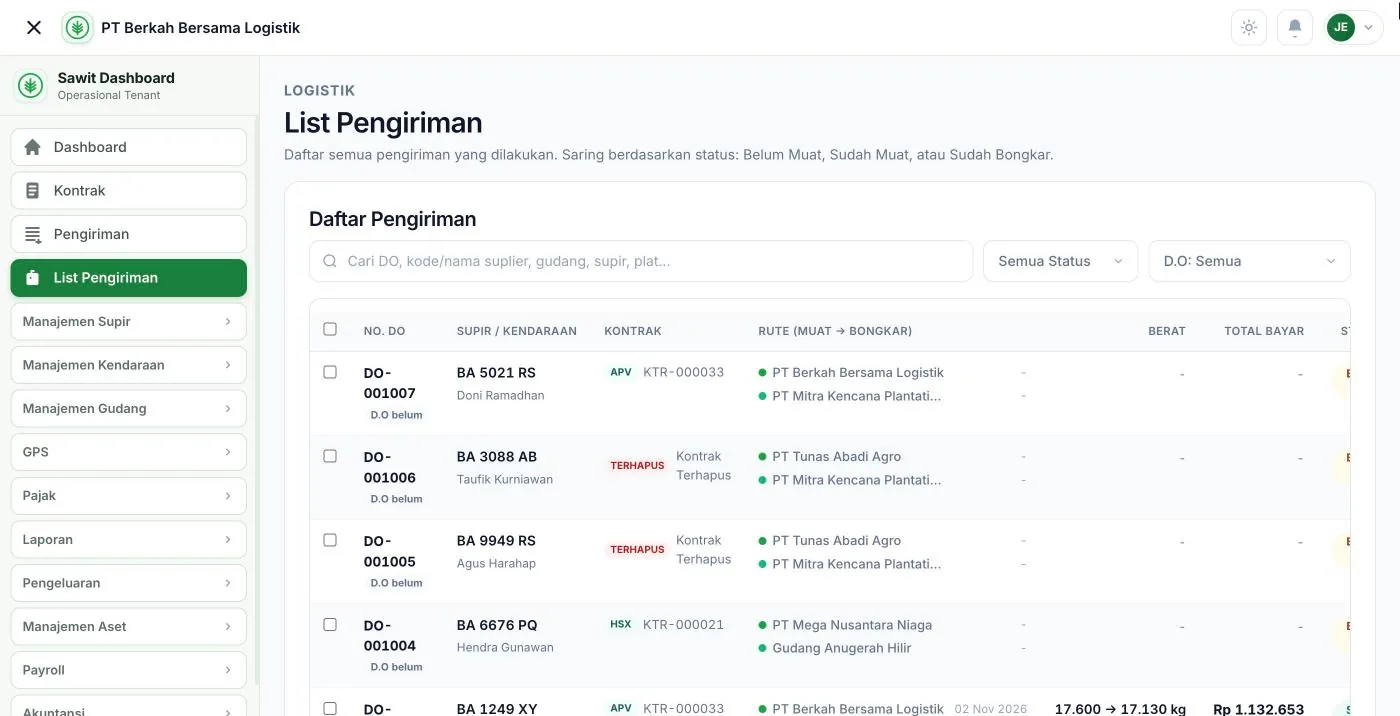 PT Berkah Bersama Logistik
JE
Sawit Dashboard
Operasional Tenant
Dashboard
Kontrak
Pengiriman
List Pengiriman
Manajemen Supir
Manajemen Kendaraan
Manajemen Gudang
GPS
Pajak
Laporan
Pengeluaran
Manajemen Aset
Payroll
Akuntansi
LOGISTIK
List Pengiriman
Daftar semua pengiriman yang dilakukan. Saring berdasarkan status: Belum Muat, Sudah Muat, atau Sudah Bongkar.
Daftar Pengiriman
Cari DO, kode/nama suplier, gudang, supir, plat...
Semua Status
D.O: Semua
NO. DO SUPIR / KENDARAAN KONTRAK RUTE (MUAT → BONGKAR) BERAT TOTAL BAYAR
DO-
001007
D.O belum
BA 5021 RS
Doni Ramadhan
APV KTR-000033
PT Berkah Bersama Logistik -
PT Mitra Kencana Plantati... -
- -
DO-
001006
D.O belum
BA 3088 AB
Taufik Kurniawan
TERHAPUS
Kontrak
Terhapus
PT Tunas Abadi Agro -
PT Mitra Kencana Plantati... -
- -
DO-
001005
D.O belum
BA 9949 RS
Agus Harahap
TERHAPUS
Kontrak
Terhapus
PT Tunas Abadi Agro -
PT Mitra Kencana Plantati... -
- -
DO-
001004
D.O belum
BA 6676 PQ
Hendra Gunawan
HSX KTR-000021
PT Mega Nusantara Niaga -
Gudang Anugerah Hilir -
- -
DO-
BA 1249 XY
APV KTR-000033
PT Berkah Bersama Logistik 02 Nov 2026
17.600 → 17.130 kg
Rp 1.132.653